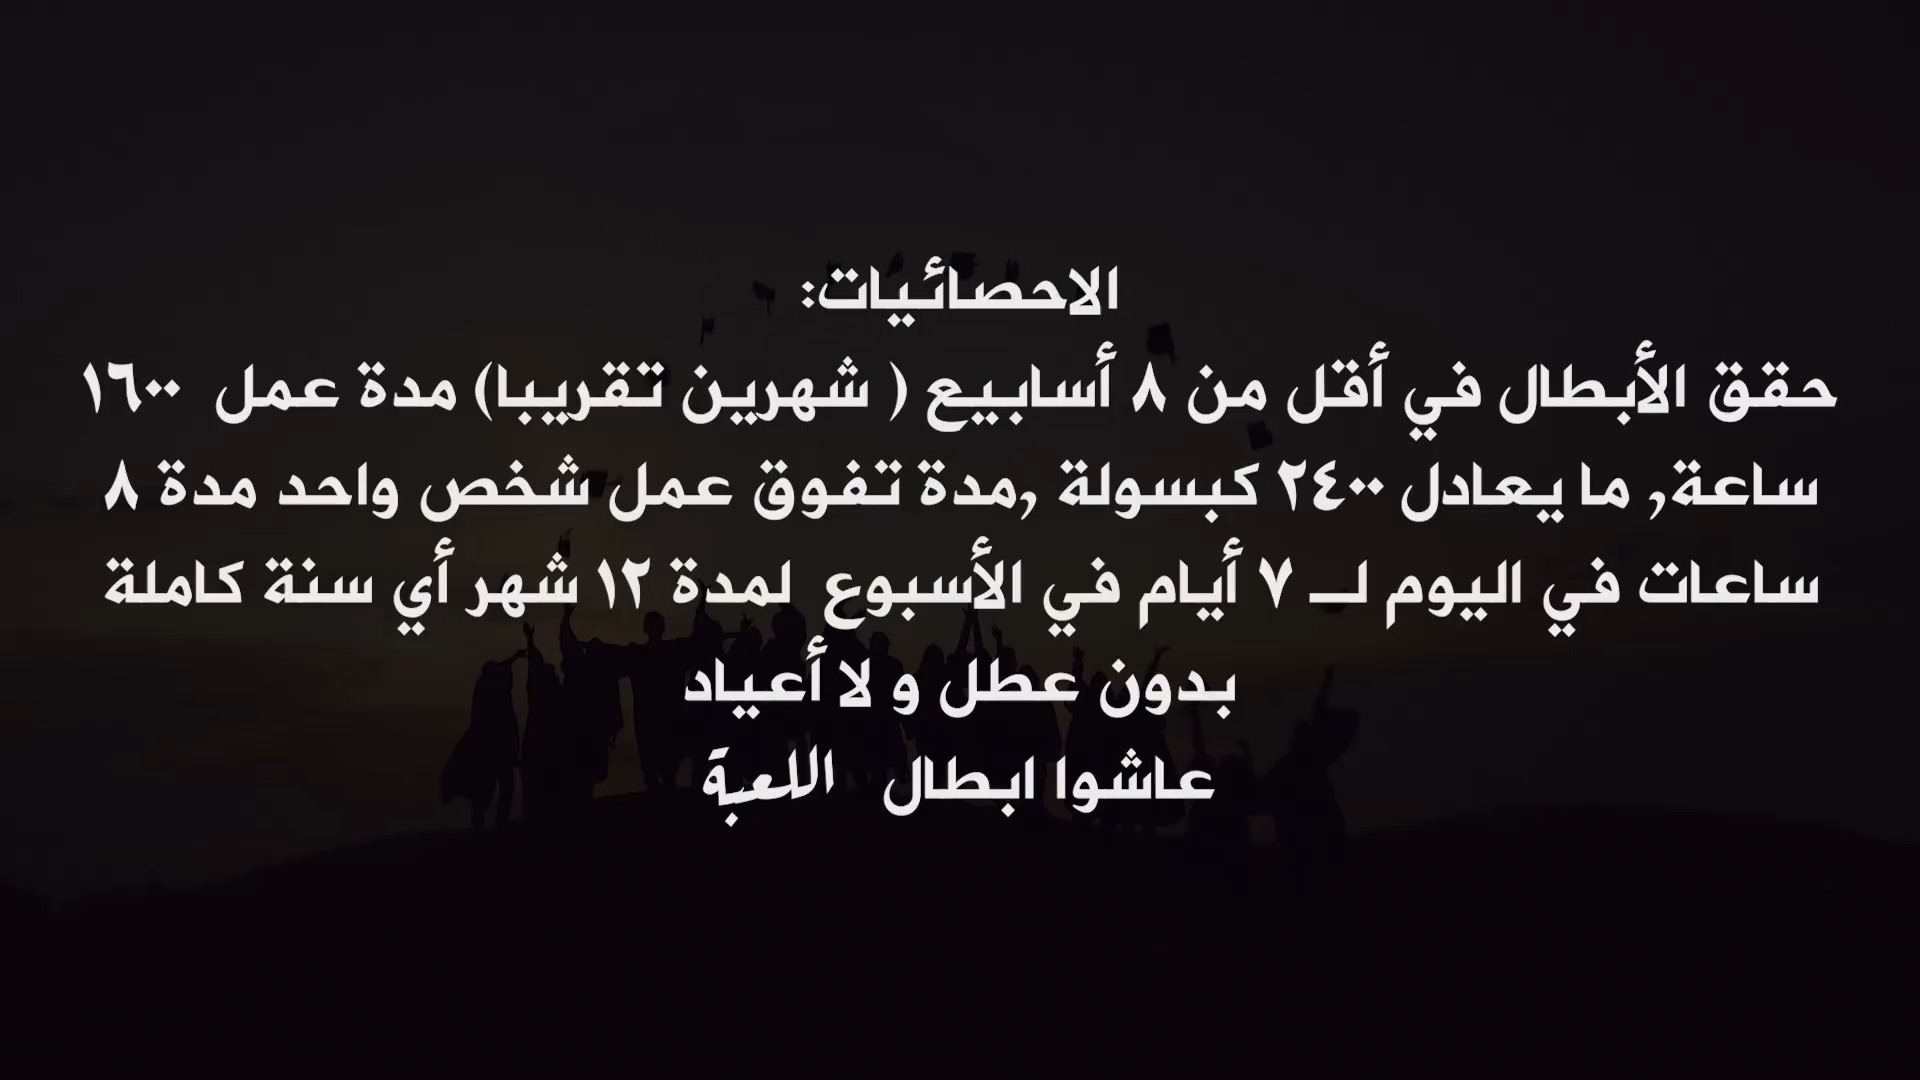 الاحصائيات:
حقق الأبطال في أقل من ٨ أسابيع ( شهرين تقريبا) مدة عمل ١٦٠٠
ساعة, ما يعادل ٢٤٠٠ كبسولة ,مدة تفوق عمل شخص واحد مدة ٨
ساعات في اليوم لـ ٧ أيام في الأسبوع لمدة ١٢ شهر أي سنة كاملة
بدون عطل و لا أعياد
عاشوا ابطال اللعبة